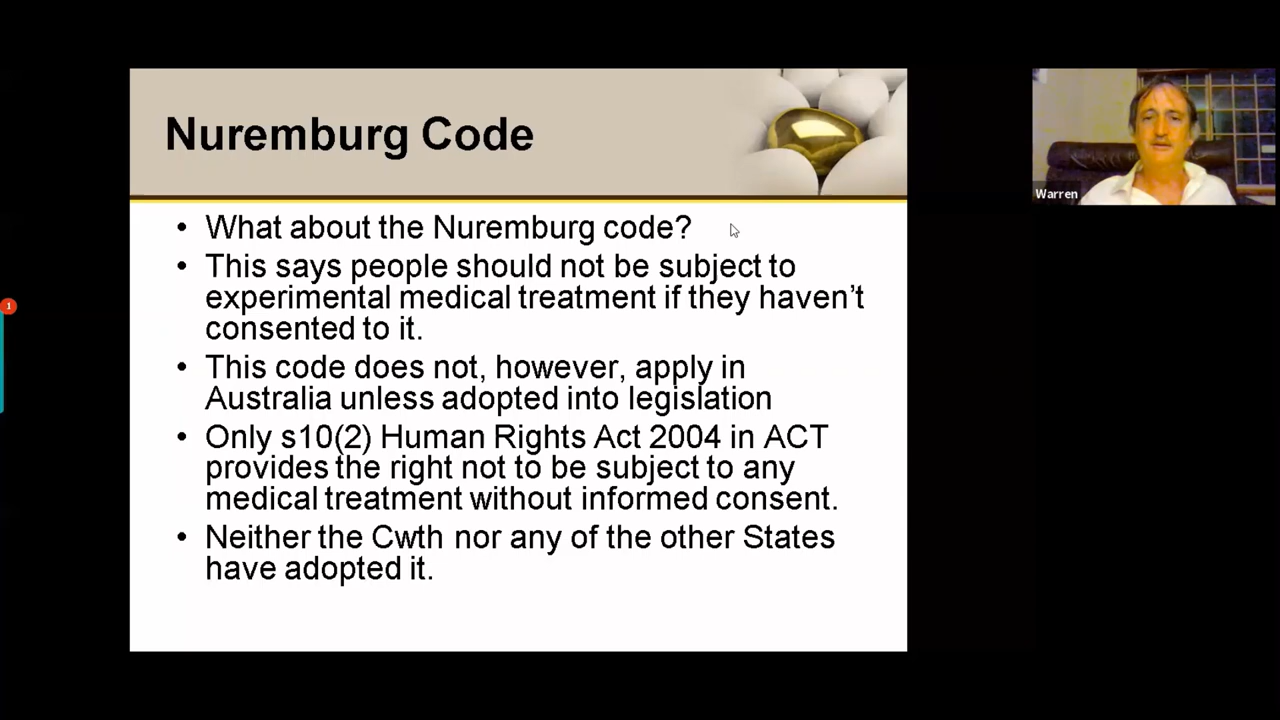 Nuremburg Code
• What about the Nuremburg code?
• This says people should not be subject to
experimental medical treatment if they haven’t
consented to it.
• This code does not, however, apply in
Australia unless adopted into legislation
• Only s10(2) Human Rights Act 2004 in ACT
provides the right not to be subject to any
medical treatment without informed consent.
• Neither the Cwth nor any of the other States
have adopted it.
Warren
1